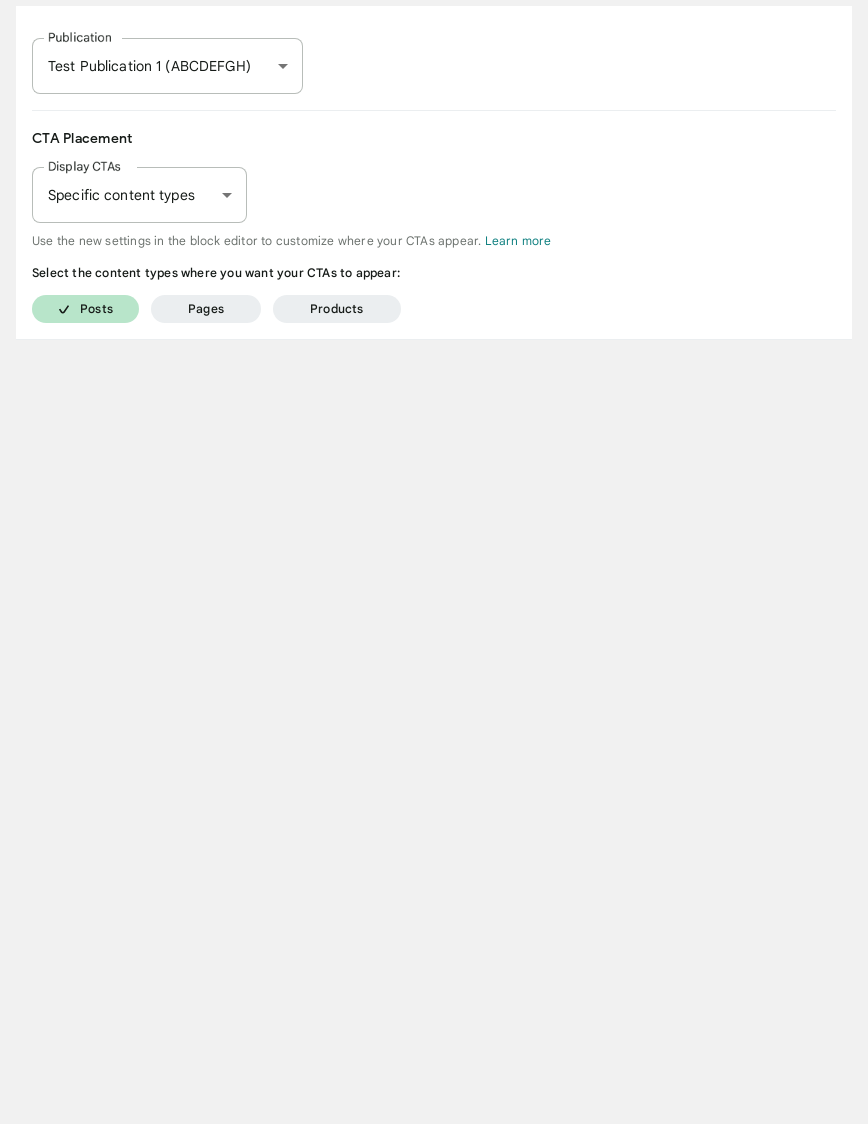 Publication
Test Publication 1 (ABCDEFGH)
CTA Placement
Display CTAs
Specific content types
Use the new settings in the block editor to customize where your CTAs appear. Learn more
Select the content types where you want your CTAs to appear:
Posts Pages Products